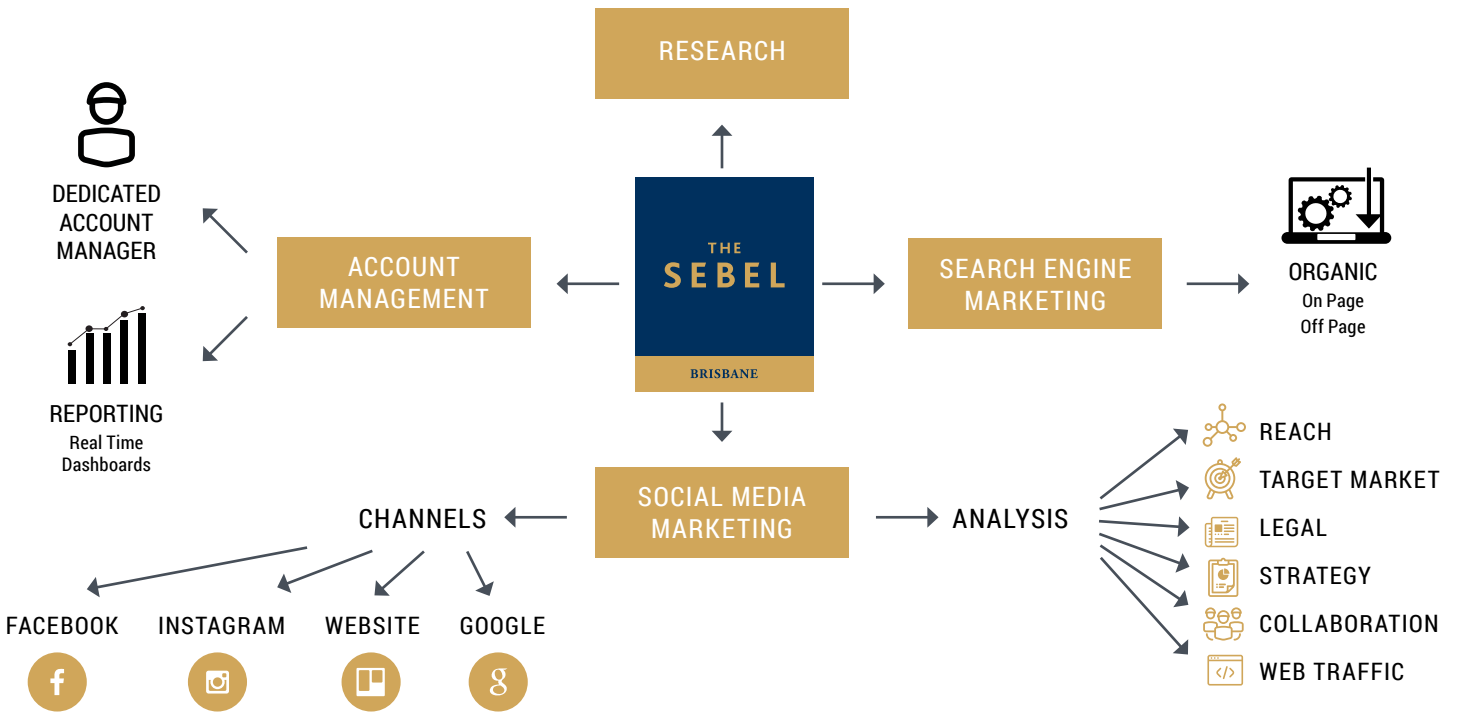 RESEARCH
DEDICATED
ACCOUNT
MANAGER
ACCOUNT
MANAGEMENT
REPORTING
Real Time
Dashboards
THE
SEBEL
BRISBANE
SEARCH ENGINE
MARKETING
ORGANIC
On Page
Off Page
SOCIAL MEDIA
MARKETING
CHANNELS
FACEBOOK
INSTAGRAM
WEBSITE
GOOGLE
f
g
ANALYSIS
REACH
TARGET MARKET
LEGAL
STRATEGY
COLLABORATION
WEB TRAFFIC
</>